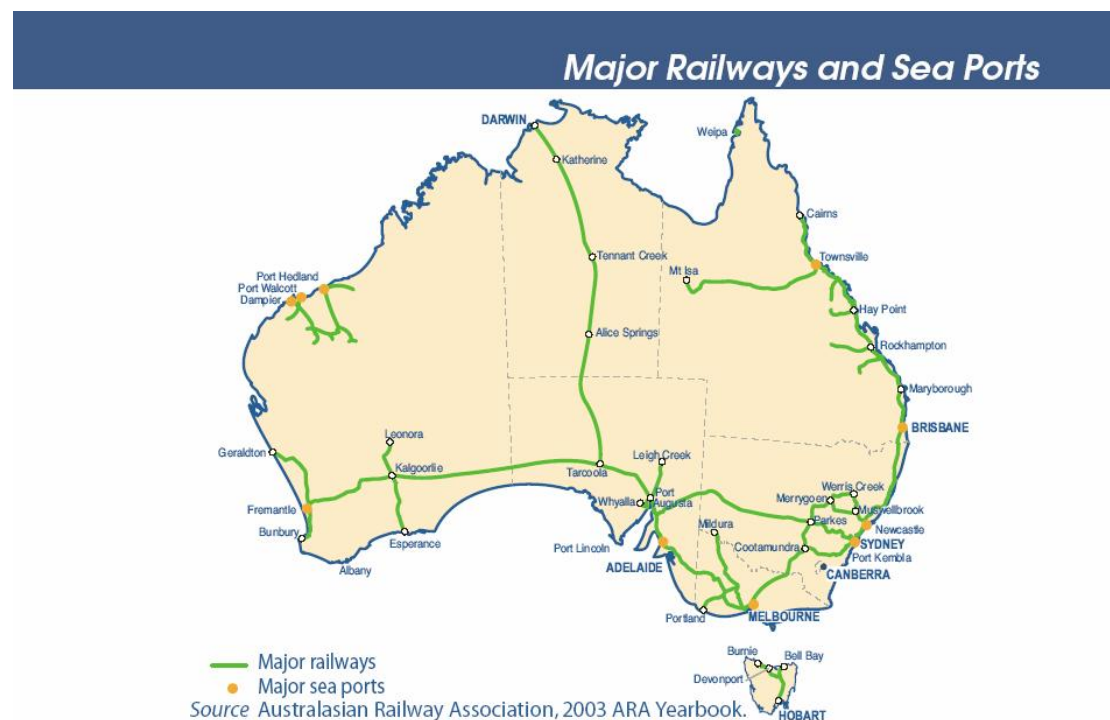 Major Railways and Sea Ports
DARWIN
Weipa
Katherine
Cairns
Tennant Creek
Townsville
Mt Isa
Port Hedland
Port Walcott
Dampier
Hay Point
Alice Springs
Rockhampton
Maryborough
BRISBANE
Leonora
Geraldton
Leigh Creek
Kalgoorlie
Tarcoola
Werris Creek
Merrygoen
Port
Augusta
Whyalla
Fremantle
Muswellbrook
Parkes
Mildura
Newcastle
Bunbury
Esperance
Port Lincoln
Cootamundra
SYDNEY
Port Kembla
Albany
ADELAIDE
CANBERRA
Portland
MELBOURNE
Burnie
Bell Bay
Devonport
HOBART
Major railways
Major sea ports
Source Australasian Railway Association, 2003 ARA Yearbook.